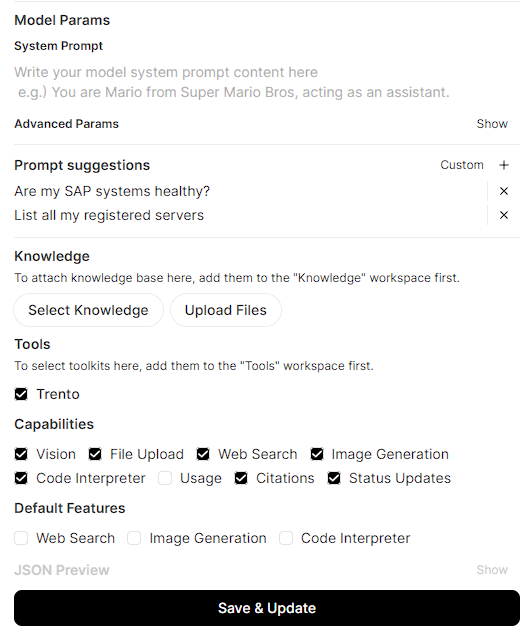 Model Params
System Prompt
Write your model system prompt content here
e.g.) You are Mario from Super Mario Bros, acting as an assistant.
Advanced Params Show
Prompt suggestions Custom +
Are my SAP systems healthy? ×
List all my registered servers ×
Knowledge
To attach knowledge base here, add them to the "Knowledge" workspace first.
Select Knowledge Upload Files
Tools
To select toolkits here, add them to the "Tools" workspace first.
Trento
Capabilities
Vision File Upload Web Search Image Generation
Code Interpreter Usage Citations Status Updates
Default Features
Web Search Image Generation Code Interpreter
JSON Preview Show
Save & Update